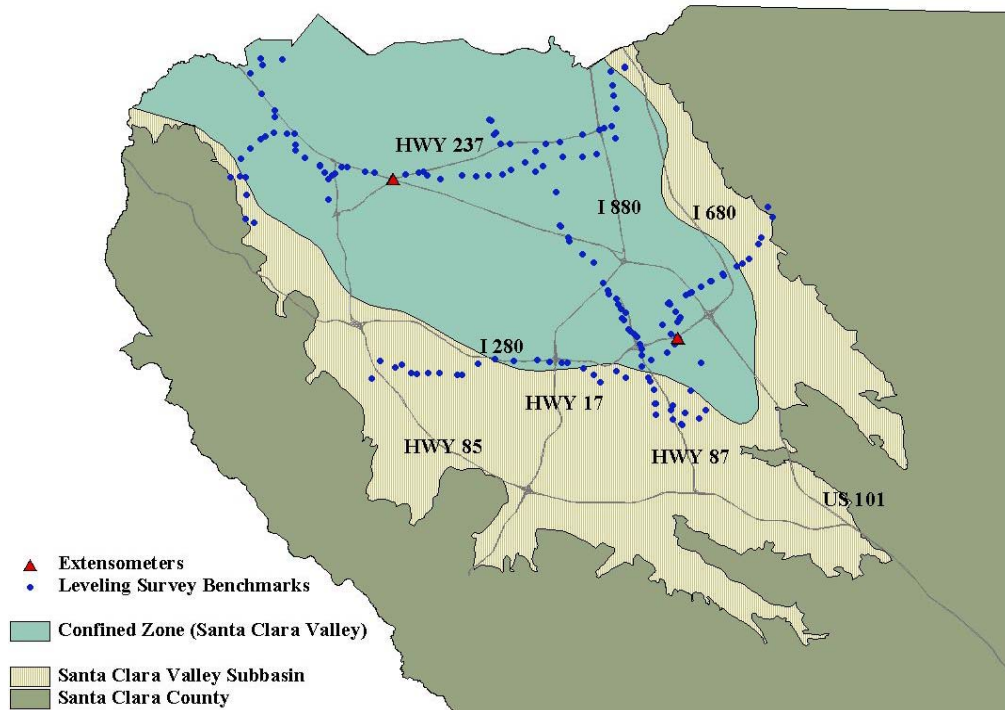 HWY 237
I 880
I 680
I 280
HWY 17
HWY 85
HWY 87
US 101
Extensometers
Leveling Survey Benchmarks
Confined Zone (Santa Clara Valley)
Santa Clara Valley Subbasin
Santa Clara County